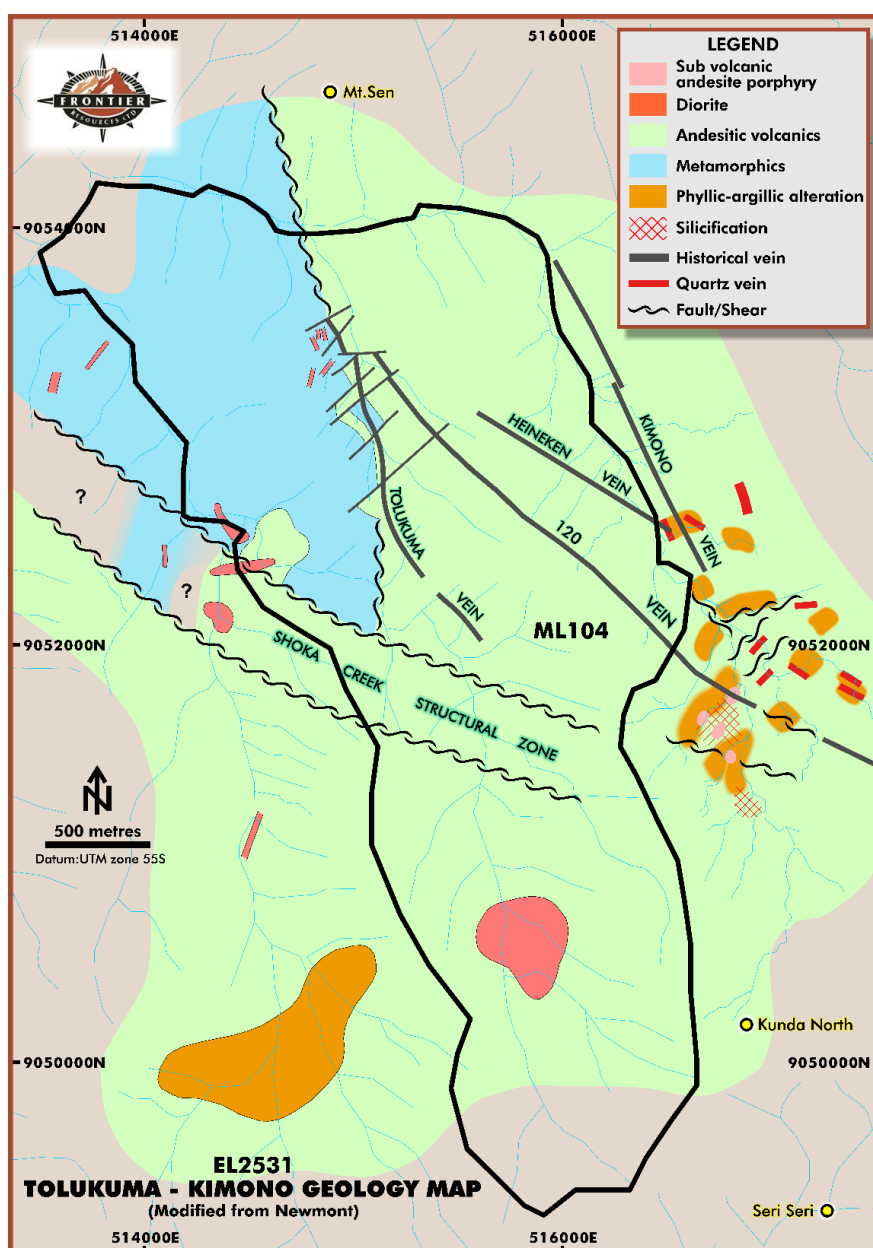 514000E
516000E
FRONTIER
RESOURCES LTD
Mt.Sen
LEGEND
Sub volcanic
andesite porphyry
Diorite
Andesitic volcanics
Metamorphics
Phyllic-argillic alteration
Silicification
Historical vein
Quartz vein
Fault/Shear
9054000N
KIMONO
VEIN
HEINEKEN
VEIN
?
TOLUKUMA
VEIN
120
VEIN
?
ML104
9052000N
9052000N
SHOKA CREEK STRUCTURAL ZONE
N
500 metres
Datum:UTM zone 55S
Kunda North
9050000N
9050000N
EL2531
TOLUKUMA - KIMONO GEOLOGY MAP
(Modified from Newmont)
Seri Seri
514000E
516000E